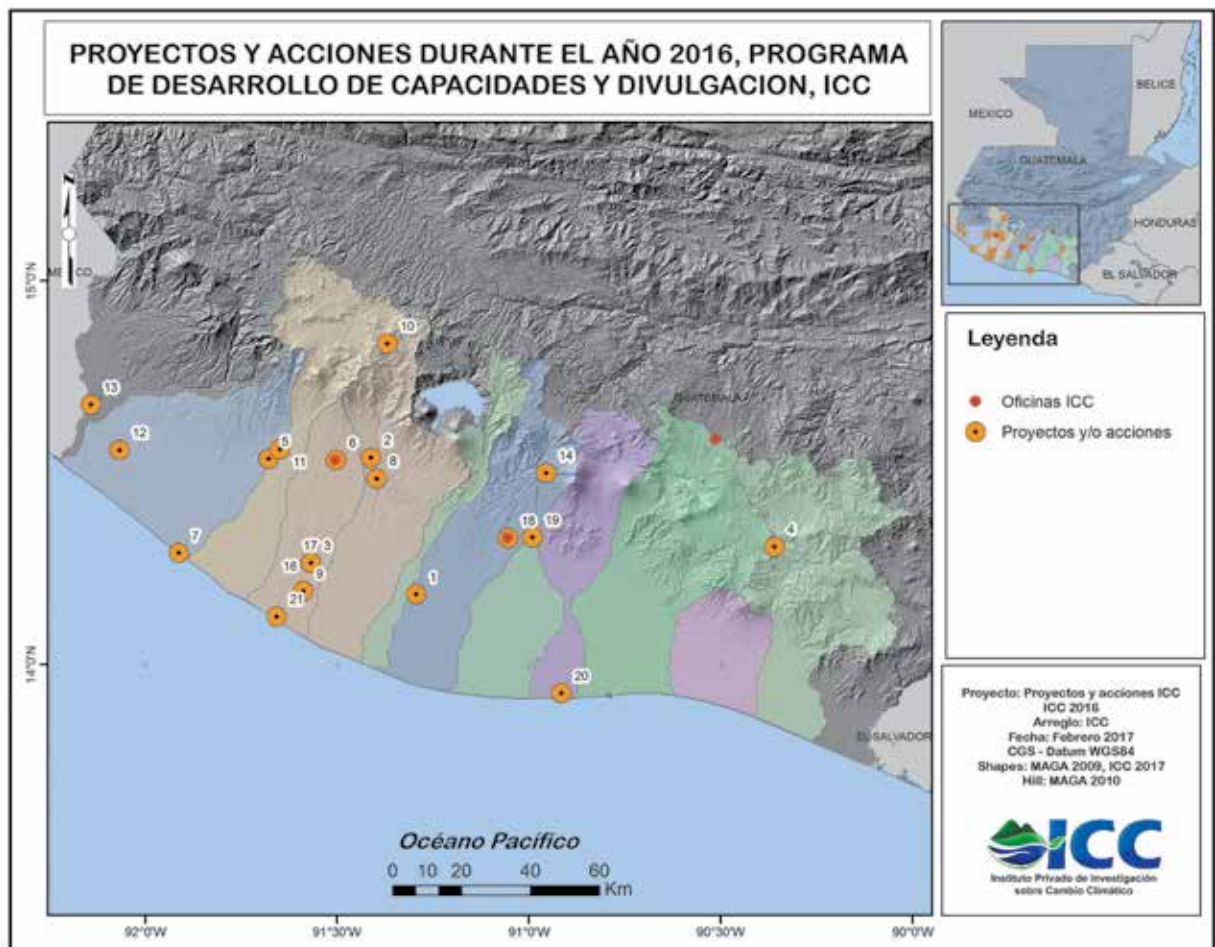 PROYECTOS Y ACCIONES DURANTE EL AÑO 2016, PROGRAMA
DE DESARROLLO DE CAPACIDADES Y DIVULGACION, ICC
MEXICO
BELICE
GUATEMALA
HONDURAS
EL SALVADOR
MEXICO
15°0'N
14°0'N
GUATEMALA
10
13
12
5
11
6
2
8
14
7
17
3
16
9
21
1
18
19
4
20
EL SALVADOR
Leyenda
Oficinas ICC
Proyectos y/o acciones
Océano Pacífico
0 10 20 40 60
Km
92°0'W
91°30'W
91°0'W
90°30'W
90°0'W
Proyecto: Proyectos y acciones ICC
ICC 2016
Arreglo: ICC
Fecha: Febrero 2017
CGS - Datum WGS84
Shapes: MAGA 2009, ICC 2017
Hill: MAGA 2010
ICC
Instituto Privado de Investigación
sobre Cambio Climático